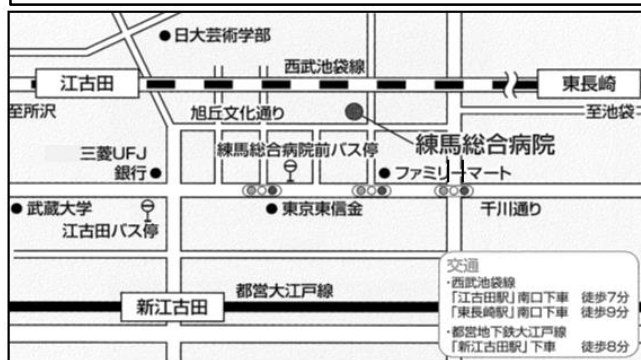 日大芸術学部
西武池袋線
江古田
東長崎
至所沢
旭丘文化通り
至池袋
練馬総合病院
三菱UFJ
銀行
練馬総合病院前バス停
ファミリーマート
武蔵大学
江古田バス停
東京東信金
千川通り
都営大江戸線
新江古田
交通
・西武池袋線
「江古田駅」南口下車 徒歩7分
「東長崎駅」南口下車 徒歩9分
・都営地下鉄大江戸線
「新江古田駅」下車 徒歩8分